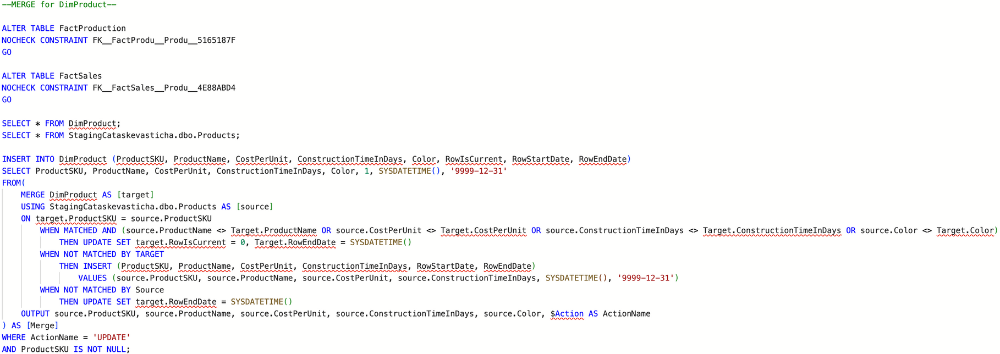 --MERGE for DimProduct--
ALTER TABLE FactProduction
NOCHECK CONSTRAINT FK__FactProdu__Produ__5165187F
GO
ALTER TABLE FactSales
NOCHECK CONSTRAINT FK__FactSales__Produ__4E88ABD4
GO
SELECT * FROM DimProduct;
SELECT * FROM StagingCataskevasticha.dbo.Products;
INSERT INTO DimProduct (ProductSKU, ProductName, CostPerUnit, ConstructionTimeInDays, Color, RowIsCurrent, RowStartDate, RowEndDate)
SELECT ProductSKU, ProductName, CostPerUnit, ConstructionTimeInDays, Color, 1, SYSDATETIME(), '9999-12-31'
FROM(
MERGE DimProduct AS [target]
USING StagingCataskevasticha.dbo.Products AS [source]
ON target.ProductSKU = source.ProductSKU
WHEN MATCHED AND (source.ProductName <> Target.ProductName OR source.CostPerUnit <> Target.CostPerUnit OR source.ConstructionTimeInDays <> Target.ConstructionTimeInDays OR source.Color <> Target.Color)
THEN UPDATE SET target.RowIsCurrent = 0, Target.RowEndDate = SYSDATETIME()
WHEN NOT MATCHED BY TARGET
THEN INSERT (ProductSKU, ProductName, CostPerUnit, ConstructionTimeInDays, RowStartDate, RowEndDate)
VALUES (source.ProductSKU, source.ProductName, source.CostPerUnit, source.ConstructionTimeInDays, SYSDATETIME(), '9999-12-31')
WHEN NOT MATCHED BY Source
THEN UPDATE SET target.RowEndDate = SYSDATETIME()
OUTPUT source.ProductSKU, source.ProductName, source.CostPerUnit, source.ConstructionTimeInDays, source.Color, $Action AS ActionName
) AS [Merge]
WHERE ActionName = 'UPDATE'
AND ProductSKU IS NOT NULL;